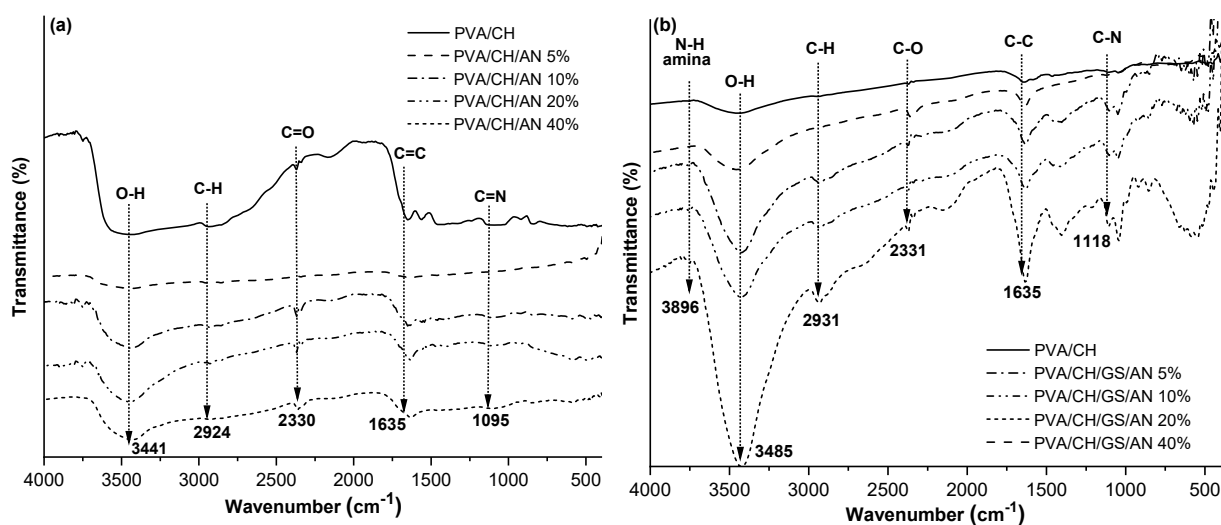 (a)
PVA/CH
PVA/CH/AN 5%
PVA/CH/AN 10%
PVA/CH/AN 20%
PVA/CH/AN 40%
O-H
C-H
C=O
C=C
C=N
3441
2924
2330
1635
1095
Transmittance (%)
4000 3500 3000 2500 2000 1500 1000 500
Wavenumber (cm⁻¹)
(b)
N-H
amina
O-H
C-H
C-O
C-C
C-N
3896
3485
2931
2331
1635
1118
PVA/CH
PVA/CH/GS/AN 5%
PVA/CH/GS/AN 10%
PVA/CH/GS/AN 20%
PVA/CH/GS/AN 40%
Transmittance (%)
4000 3500 3000 2500 2000 1500 1000 500
Wavenumber (cm⁻¹)